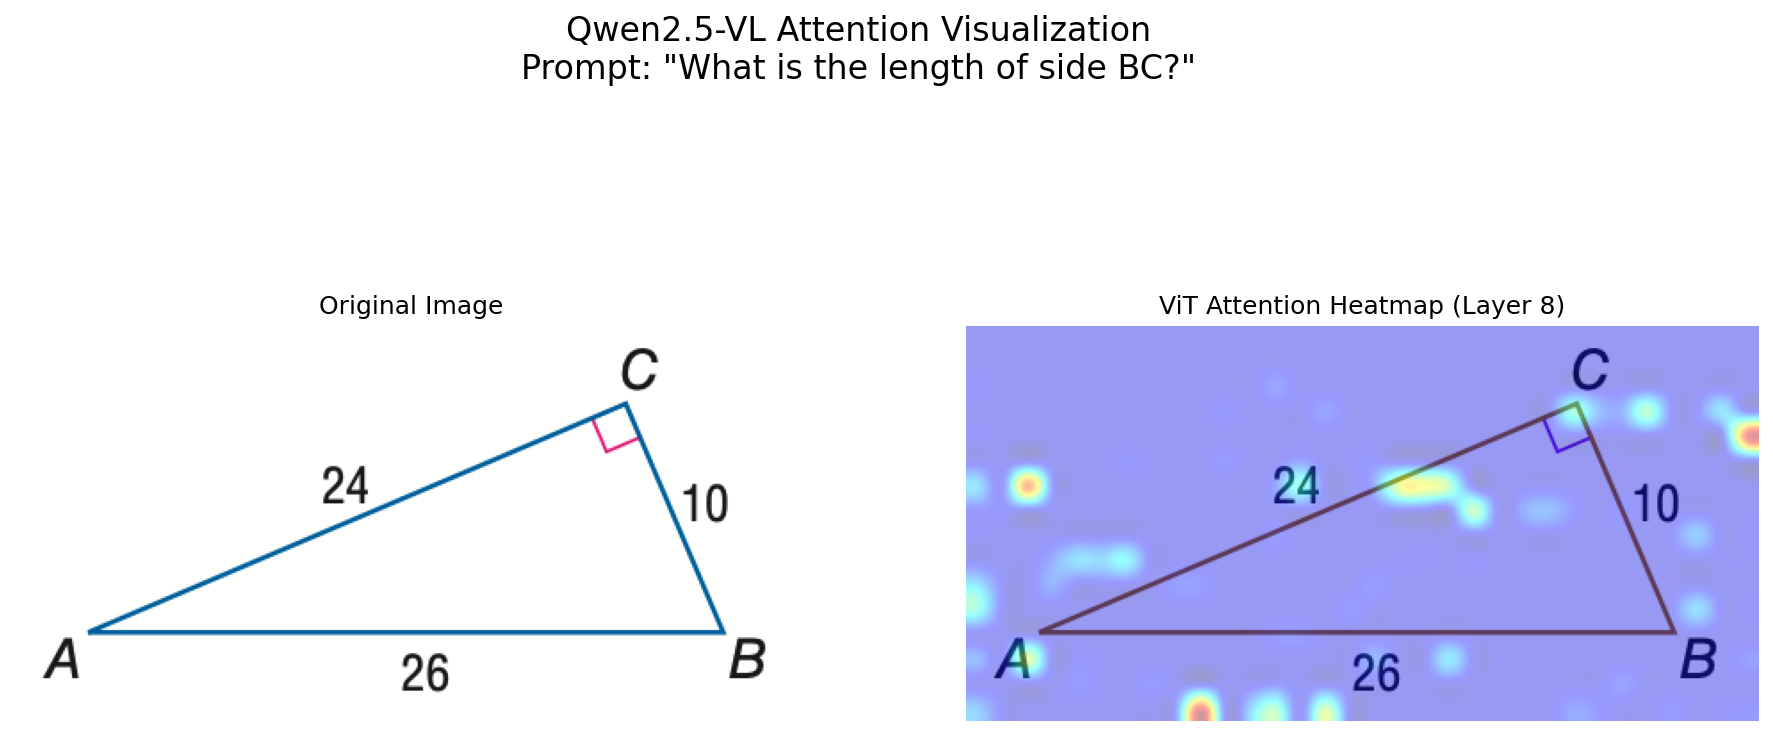 Qwen2.5-VL Attention Visualization
Prompt: "What is the length of side BC?"
Original Image
C
24
10
A
26
B
ViT Attention Heatmap (Layer 8)
C
24
10
A
26
B